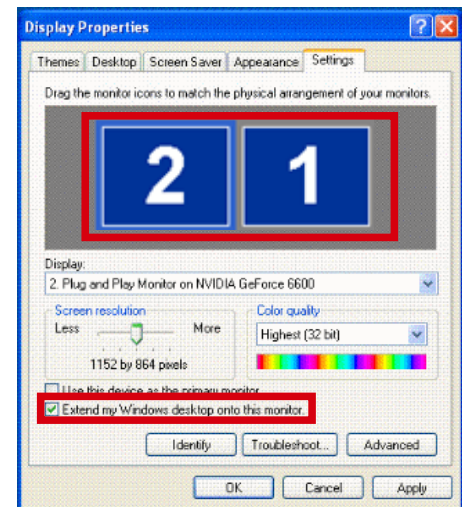 Display Properties
Themes Desktop Screen Saver Appearance Settings
Drag the monitor icons to match the physical arrangement of your monitors.
2 1
Display:
2. Plug and Play Monitor on NVIDIA GeForce 6600
Screen resolution Color quality
Less More Highest (32 bit)
1152 by 864 pixels
Use this device as the primary monitor.
Extend my Windows desktop onto this monitor.
Identify Troubleshoot... Advanced
OK Cancel Apply